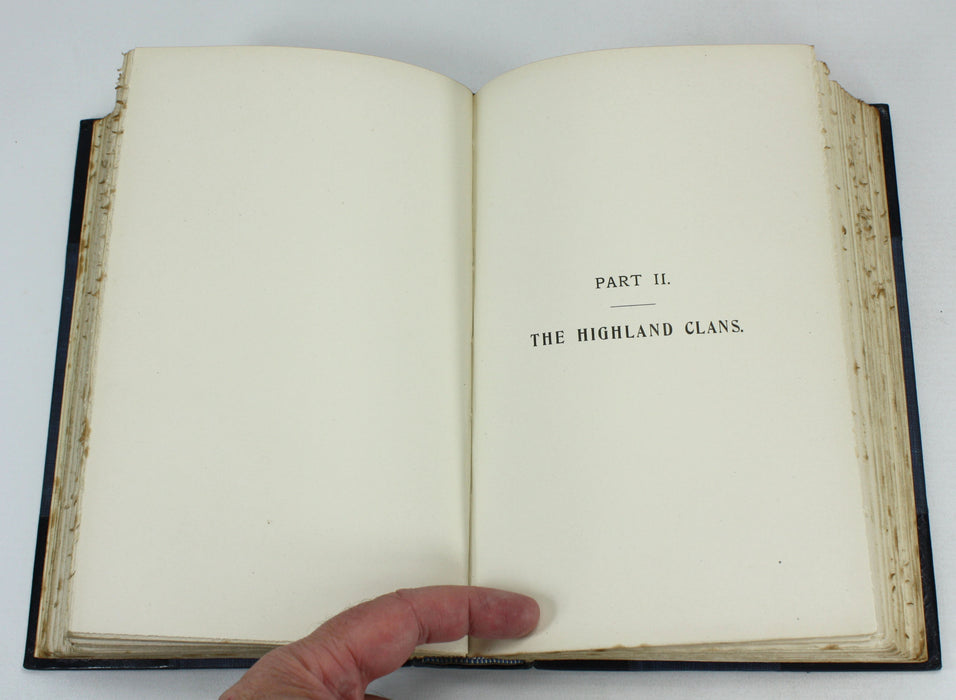 PART II.
THE HIGHLAND CLANS.